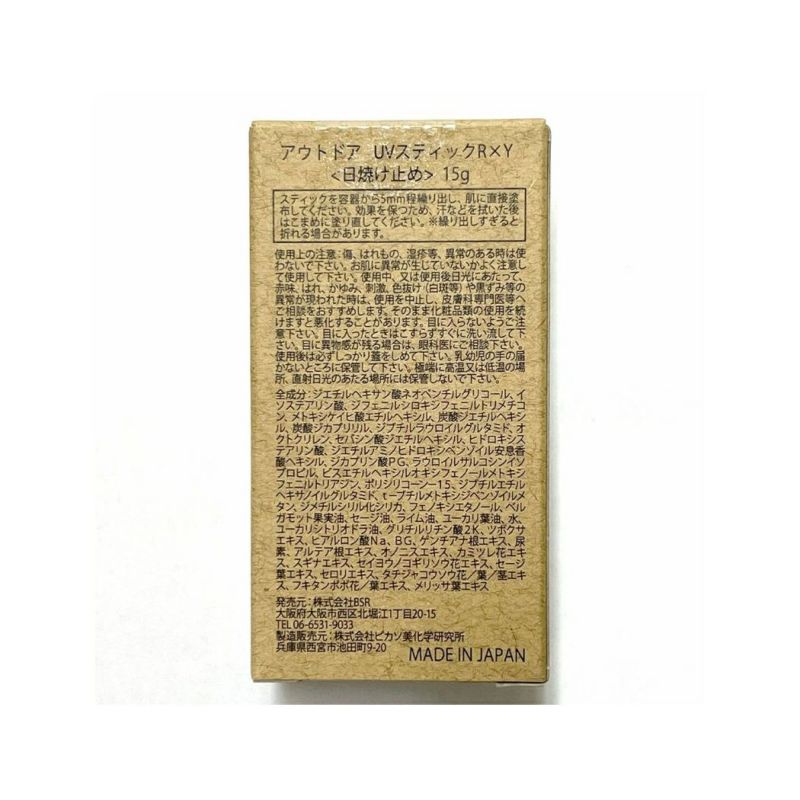 アウトドア UVスティックR×Y
<日焼け止め> 15g
スティックを容器から5mm程繰り出し、肌に直接塗
布してください。効果を保つため、汗などを拭いた後
はこまめに塗り直してください。※繰り出しすぎると
折れる場合があります。
使用上の注意:傷、はれもの、湿疹等、異常のある時は使
わないで下さい。お肌に異常が生じていないかよく注意し
て使用して下さい。使用中、又は使用後日光にあたって、
赤味、はれ、かゆみ、刺激、色抜け(白斑等)や黒ずみ等の
異常が現われた時は、使用を中止し、皮膚科専門医等へ
ご相談をおすすめします。そのまま化粧品類の使用を続
けますと悪化することがあります。目に入らないようご注
意下さい。目に入ったときはこすらずすぐに洗い流して下
さい。目に異物感が残る場合は、眼科医にご相談下さい。
使用後は必ずしっかり蓋をしめて下さい。乳幼児の手の届
かないところに保管して下さい。極端に高温又は低温の場
所、直射日光のあたる場所には保管しないで下さい。
全成分:ジエチルヘキサン酸ネオペンチルグリコール、イ
ソステアリン酸、ジフェニルシロキシフェニルトリメチコ
ン、メトキシケイヒ酸エチルヘキシル、炭酸ジエチルヘキシ
ル、炭酸ジカプリリル、ジブチルラウロイルグルタミド、オ
クトクリレン、セバシン酸ジエチルヘキシル、ヒドロキシス
テアリン酸、ジエチルアミノヒドロキシベンゾイル安息香
酸ヘキシル、ジカプリン酸PG、ラウロイルサルコシンイソ
プロピル、ビスエチルヘキシルオキシフェノールメトキシ
フェニルトリアジン、ポリシリコーン-15、ジブチルエチル
ヘキサノイルグルタミド、t-ブチルメトキシジベンゾイルメ
タン、ジメチルシリル化シリカ、フェノキシエタノール、ベル
ガモット果実油、セージ油、ライム油、ユーカリ葉油、水、
ユーカリシトリオドラ油、グリチルリチン酸2K、ツボクサ
エキス、ヒアルロン酸Na、BG、ゲンチアナ根エキス、尿
素、アルテア根エキス、オノニスエキス、カミツレ花エキ
ス、スギナエキス、セイヨウノコギリソウ花エキス、セージ
葉エキス、セロリエキス、タチジャコウソウ花/葉/茎エキ
ス、フキタンポポ花/葉エキス、メリッサ葉エキス
発売元:株式会社BSR
大阪府大阪市西区北堀江1丁目20-15
TEL 06-6531-9033
製造販売元:株式会社ピカソ美化学研究所
兵庫県西宮市池田町9-20
MADE IN JAPAN